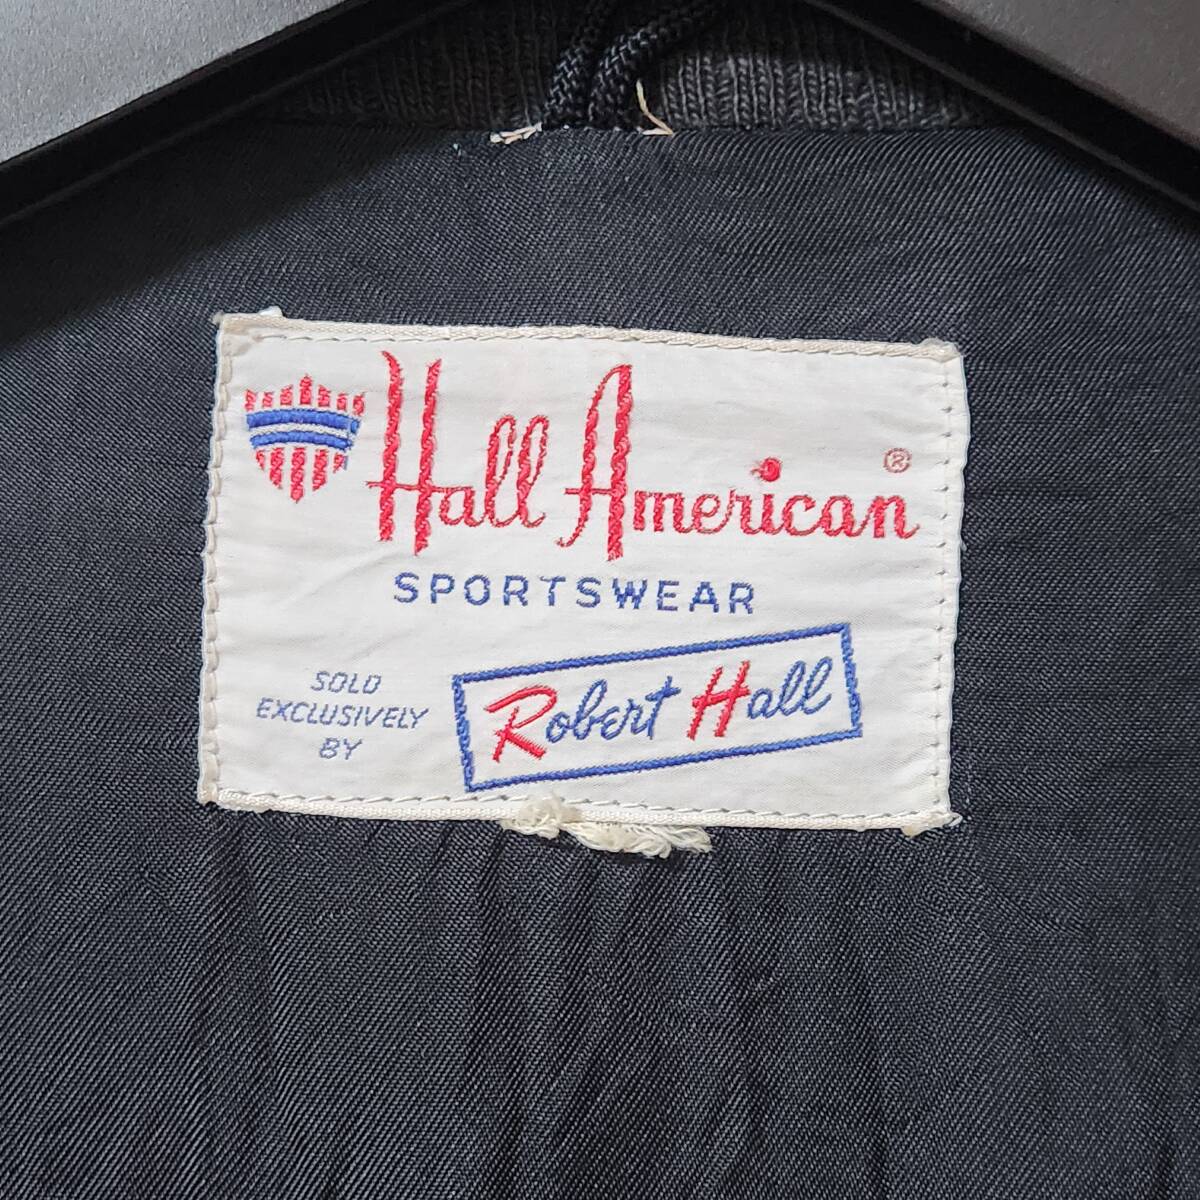 Hall American ®
SPORTSWEAR
SOLD
EXCLUSIVELY
BY
Robert Hall